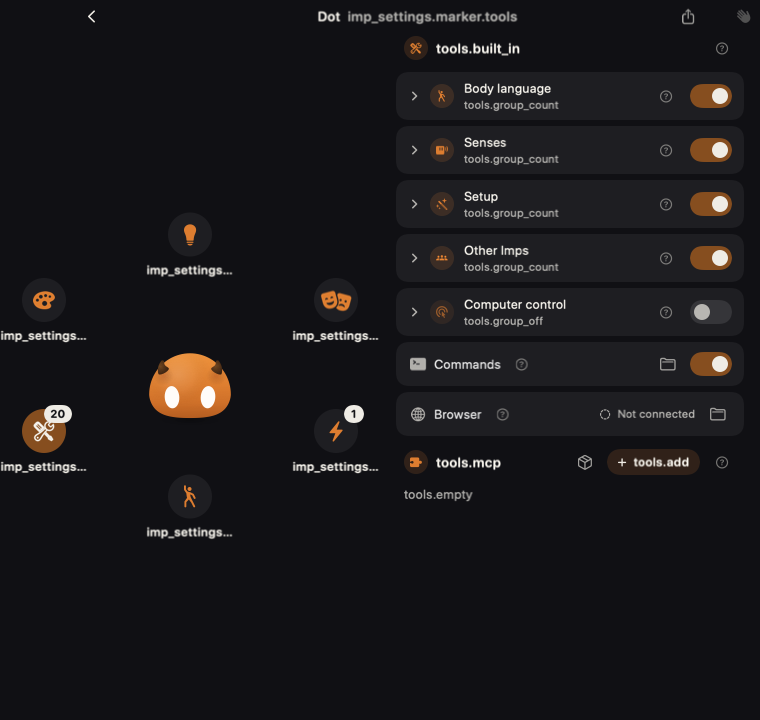 Dot imp_settings.marker.tools
tools.built_in
Body language
tools.group_count
Senses
tools.group_count
Setup
tools.group_count
Other Imps
tools.group_count
Computer control
tools.group_off
Commands
Browser
Not connected
tools.mcp
+ tools.add
tools.empty
imp_settings...
imp_settings...
imp_settings...
20
imp_settings...
1
imp_settings...
imp_settings...